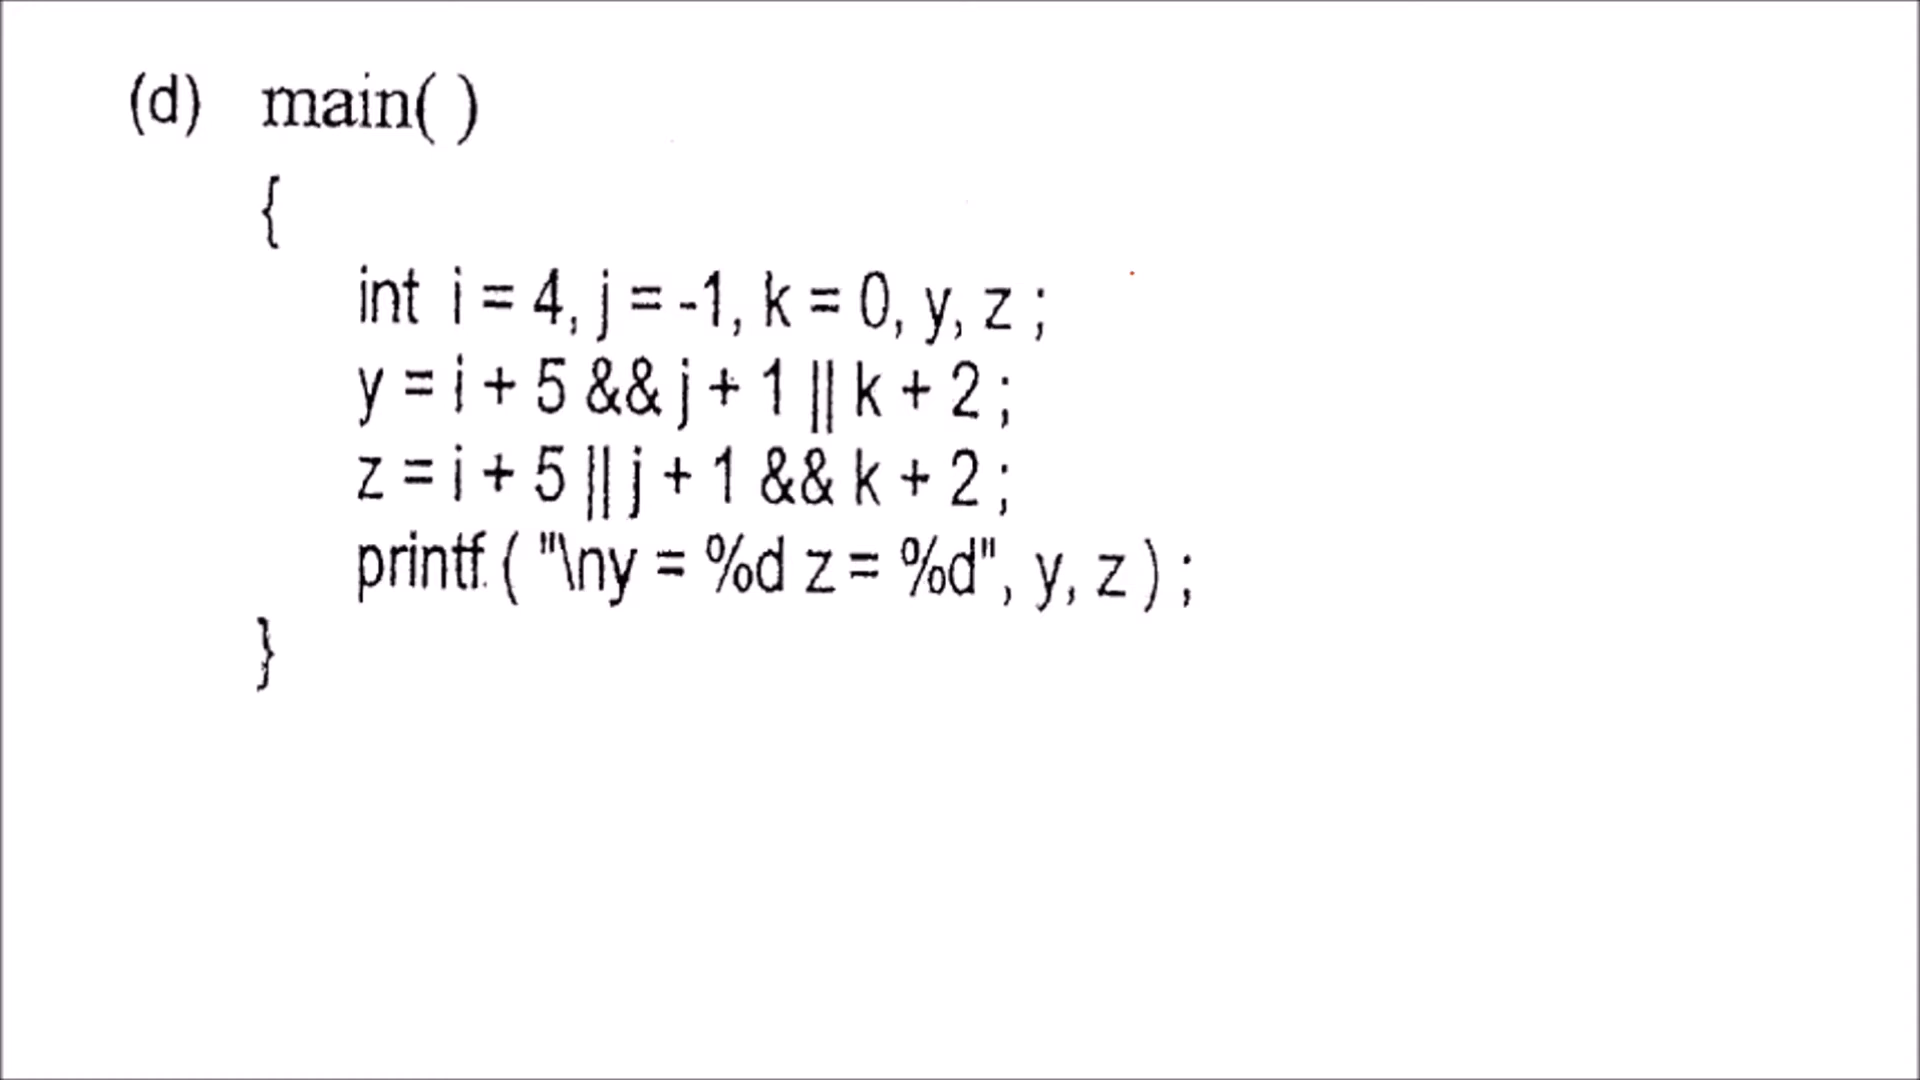 (d) main( )
{
int i = 4, j = -1, k = 0, y, z ;
y = i + 5 && j + 1 || k + 2 ;
z = i + 5 || j + 1 && k + 2 ;
printf ( "\ny = %d z = %d", y, z ) ;
}